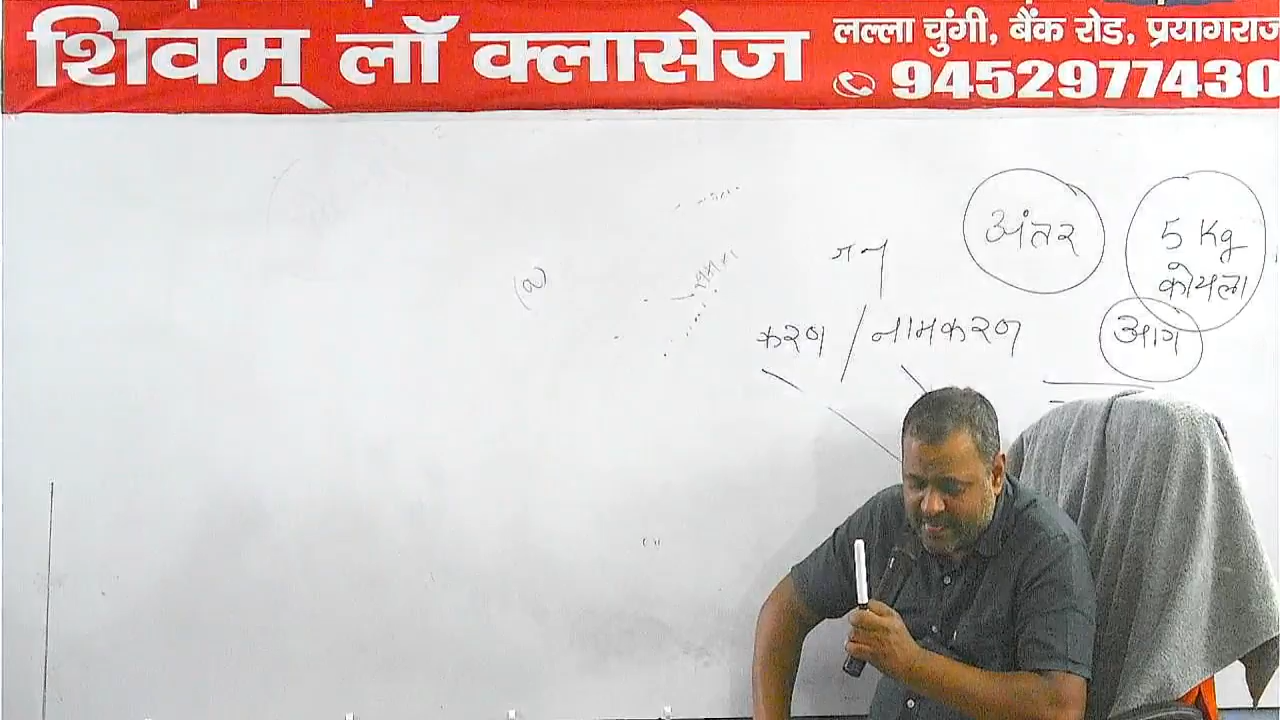 शिवम् लॉ क्लासेज
लल्ला चुंगी, बैंक रोड, प्रयागराज
9452977430
अंतर
5 Kg
कोयला
करण / नामकरण
आग